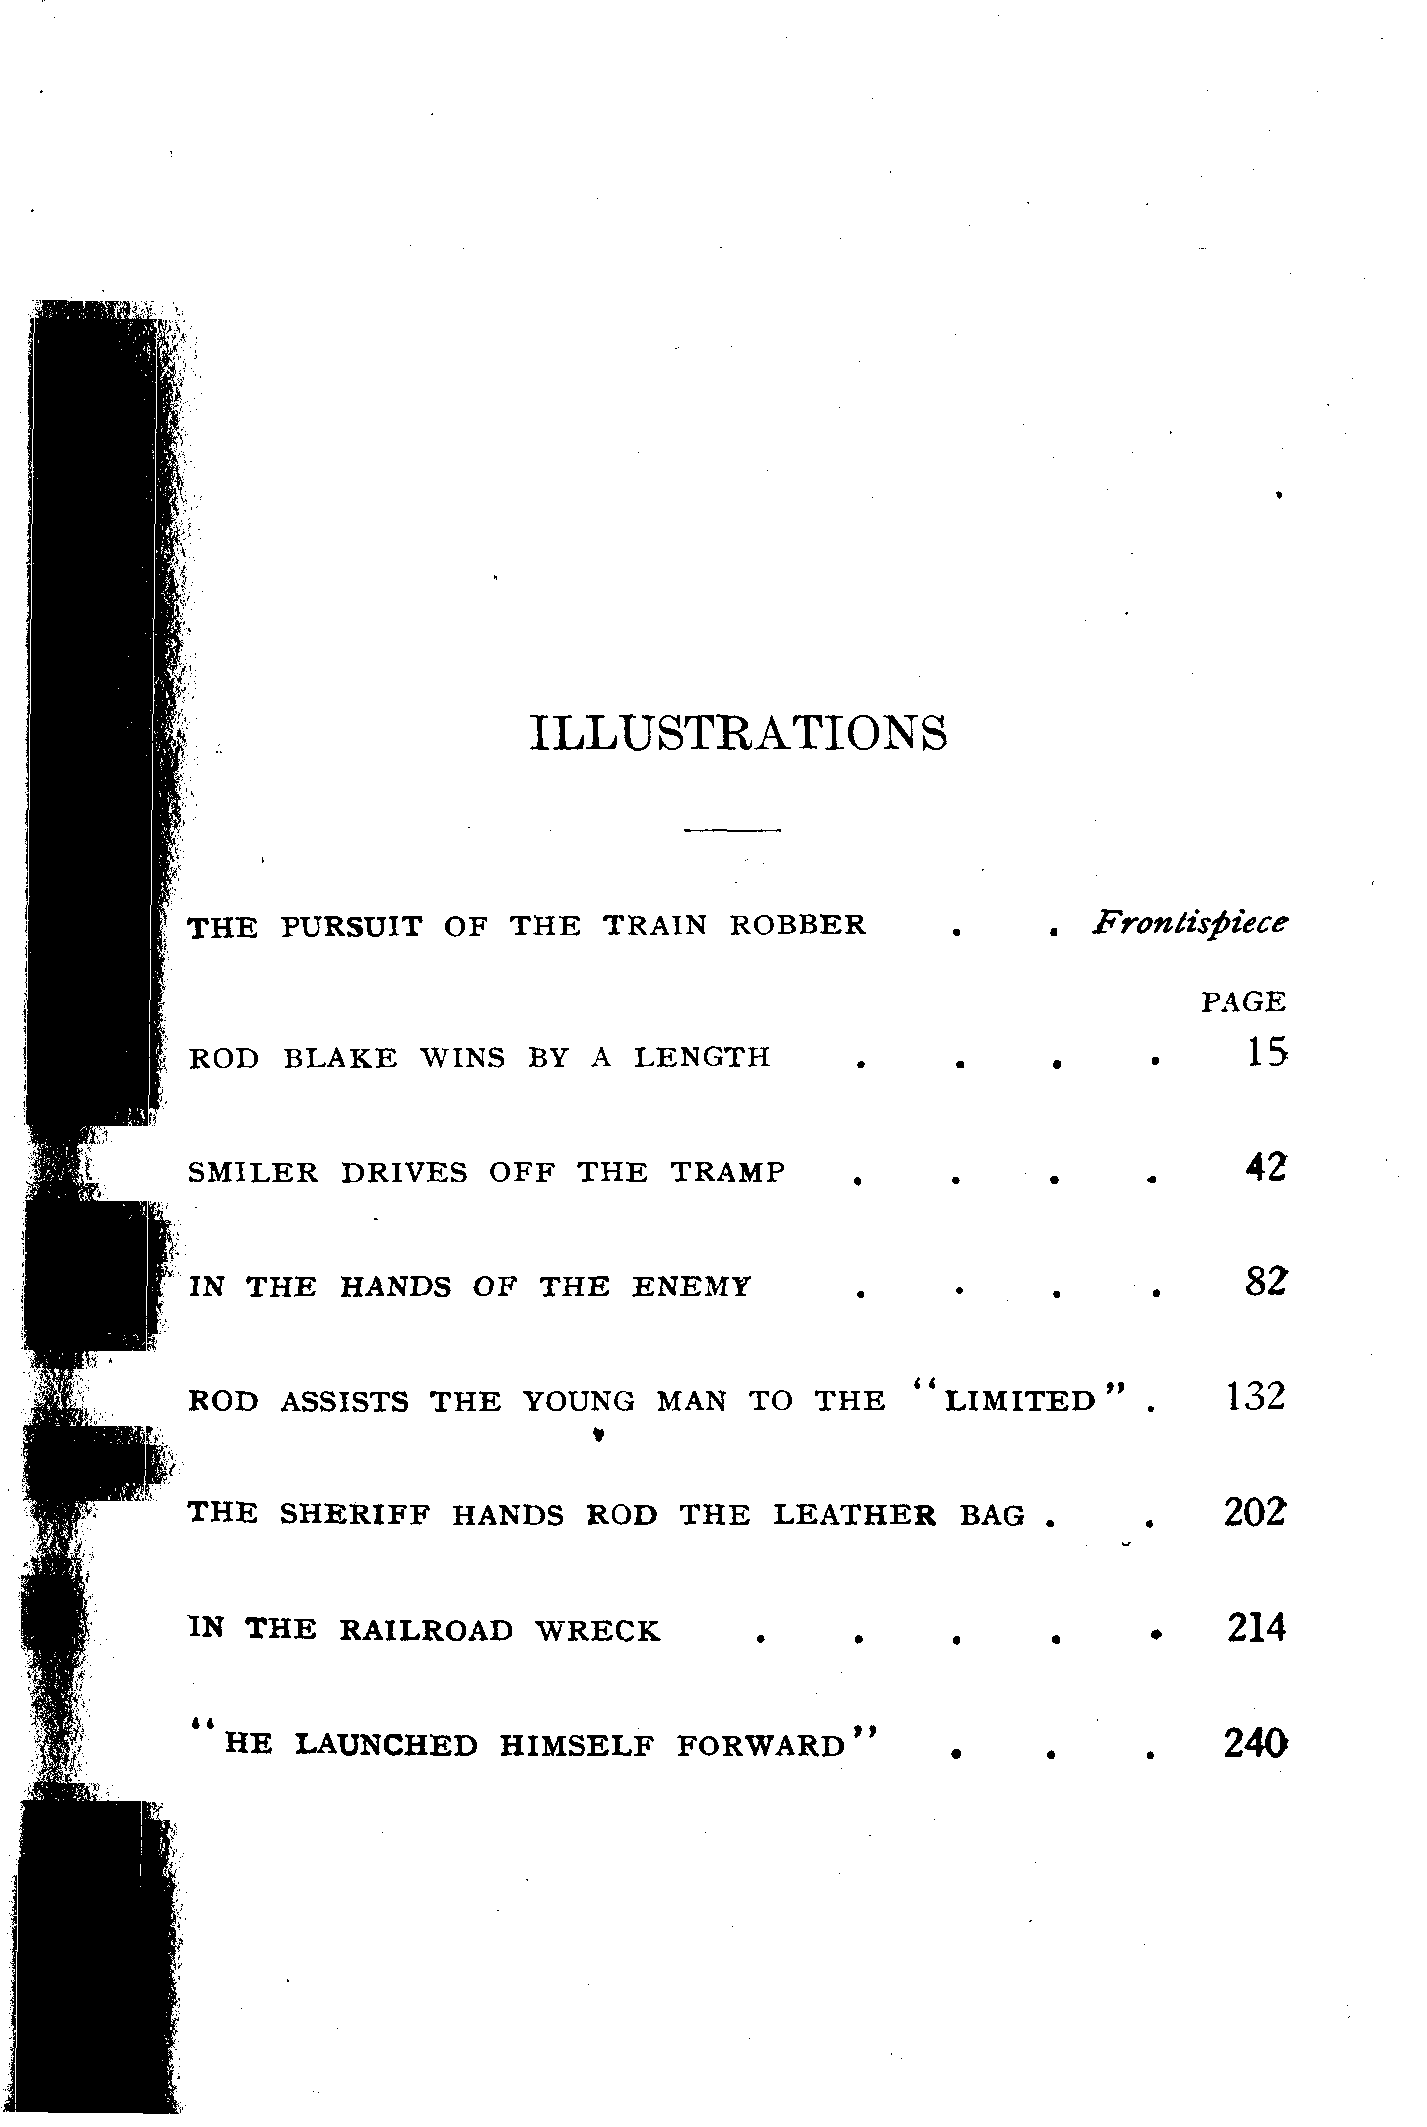 ILLUSTRATIONS
THE PURSUIT OF THE TRAIN ROBBER . . Frontispiece
PAGE
ROD BLAKE WINS BY A LENGTH . . . . 15
SMILER DRIVES OFF THE TRAMP . . . . 42
IN THE HANDS OF THE ENEMY . . . . 82
ROD ASSISTS THE YOUNG MAN TO THE "LIMITED" . 132
THE SHERIFF HANDS ROD THE LEATHER BAG . . 202
IN THE RAILROAD WRECK . . . . . 214
"HE LAUNCHED HIMSELF FORWARD" . . . 240